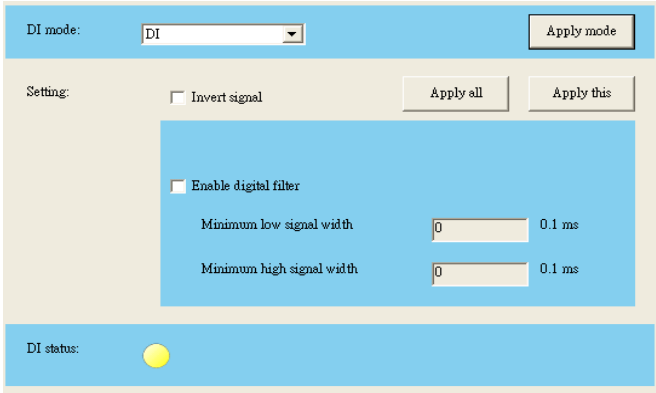 DI mode: DI Apply mode
Setting: Invert signal Apply all Apply this
Enable digital filter
Minimum low signal width 0 0.1 ms
Minimum high signal width 0 0.1 ms
DI status: